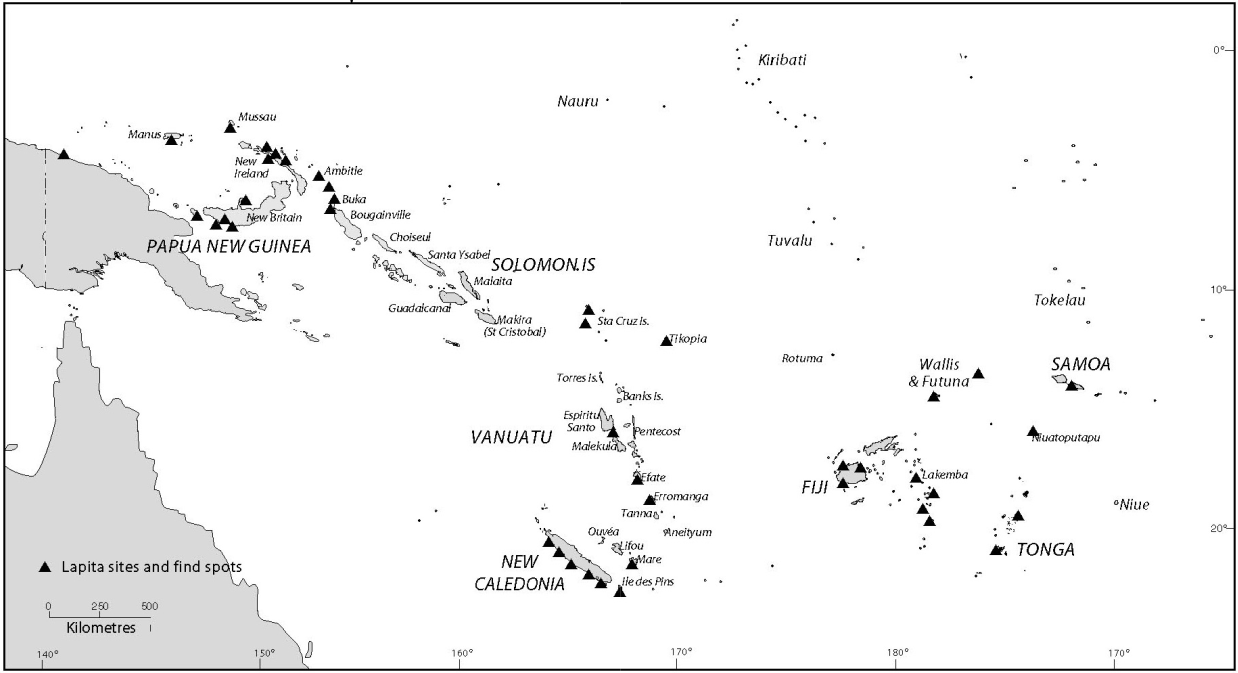 0°
Kiribati
Nauru
Mussau
Manus
New
Ireland
Ambitle
Buka
New Britain
Bougainville
PAPUA NEW GUINEA
Choiseul
Tuvalu
Santa Ysabel
SOLOMON IS
Malaita
10°
Guadalcanal
Tokelau
Makira
(St Cristobal)
Sta Cruz Is.
Tikopia
Rotuma
Wallis
& Futuna
SAMOA
Torres is.
Banks Is.
Espiritu
Santo
Pentecost
VANUATU
Malekula
Niuatoputapu
Efate
Lakemba
FIJI
Erromanga
Tanna
Niue
20°
Aneityum
Ouvéa
Lifou
TONGA
NEW
CALEDONIA
Mare
Ile des Pins
Lapita sites and find spots
0 250 500
Kilometres
140° 150° 160° 170° 180° 170°